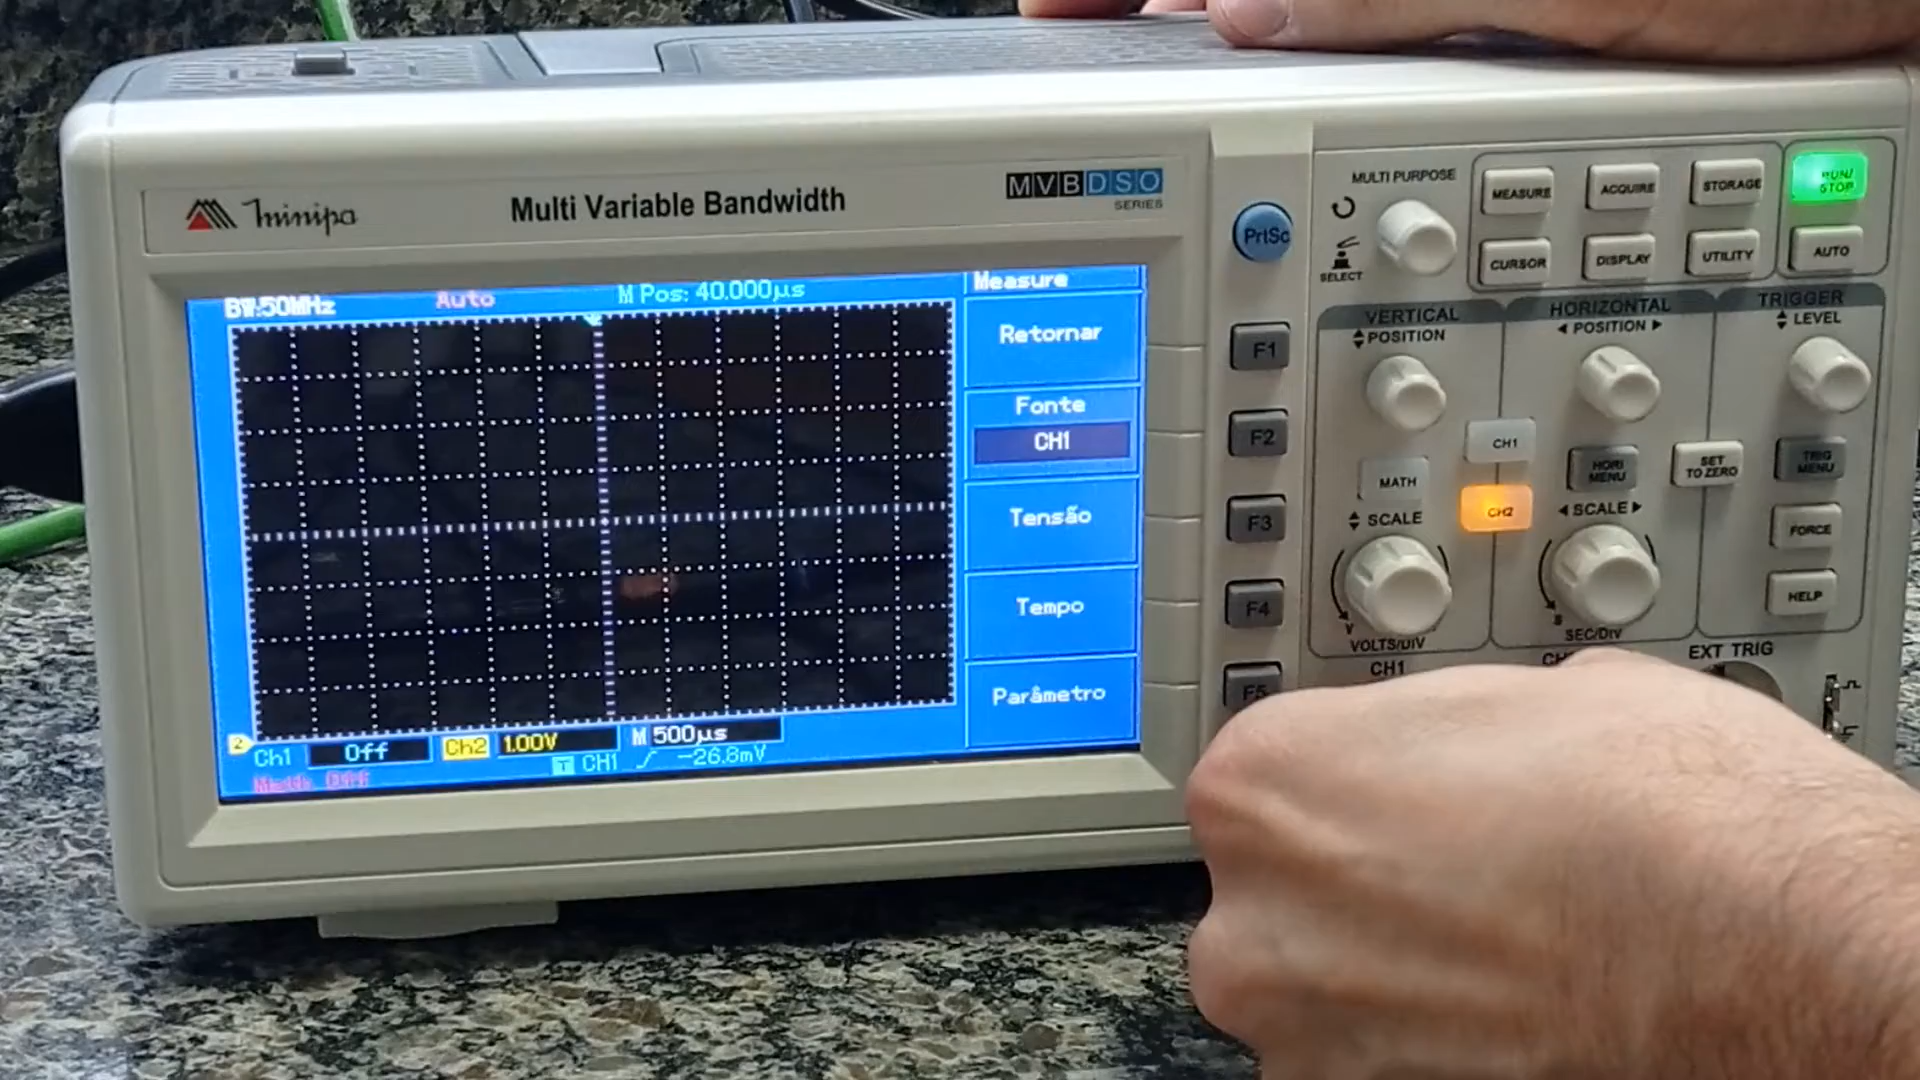 minipa
Multi Variable Bandwidth
MVBDSO
SERIES
BW:50MHz
Auto
M Pos: 40.000µs
Measure
Retornar
Fonte
CH1
Tensão
Tempo
Parâmetro
2
Ch1 Off
Ch2 1.00V
M 500µs
T CH1 -26.8mV
Math Off
PrtSc
F1
F2
F3
F4
F5
MULTI PURPOSE
SELECT
MEASURE
ACQUIRE
STORAGE
RUN/
STOP
CURSOR
DISPLAY
UTILITY
AUTO
VERTICAL
POSITION
HORIZONTAL
POSITION
TRIGGER
LEVEL
CH1
MATH
CH2
HORI
MENU
SET
TO ZERO
TRIG
MENU
SCALE
SCALE
FORCE
HELP
V
S
VOLTS/DIV
SEC/DIV
CH1
EXT TRIG